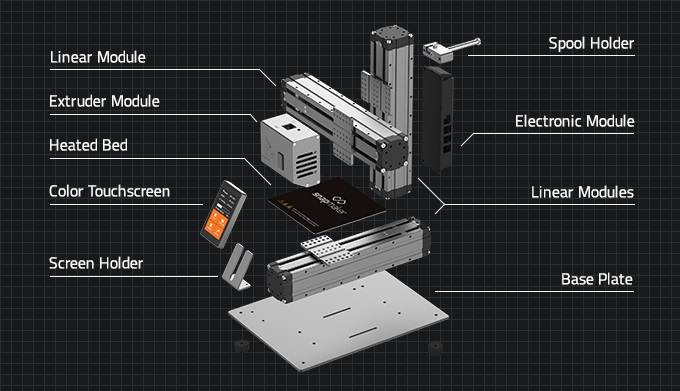 Linear Module
Extruder Module
Heated Bed
Color Touchscreen
Screen Holder
Spool Holder
Electronic Module
Linear Modules
Base Plate
snapmaker